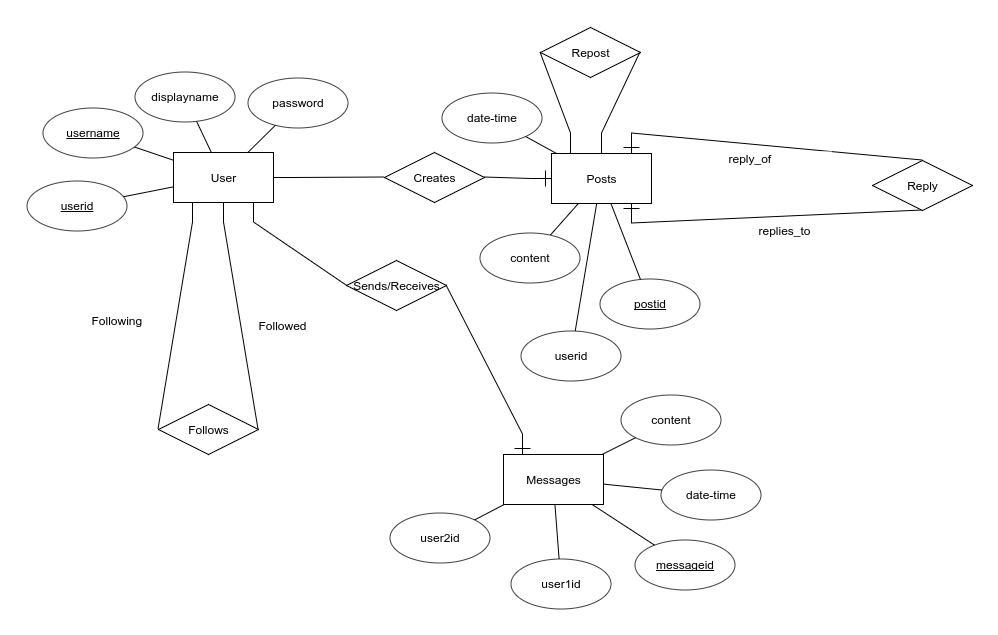 Repost
displayname
password
date-time
username
reply_of
User
Creates
Posts
Reply
userid
replies_to
content
Sends/Receives
postid
Following
Followed
userid
Follows
content
Messages
date-time
user2id
messageid
user1id